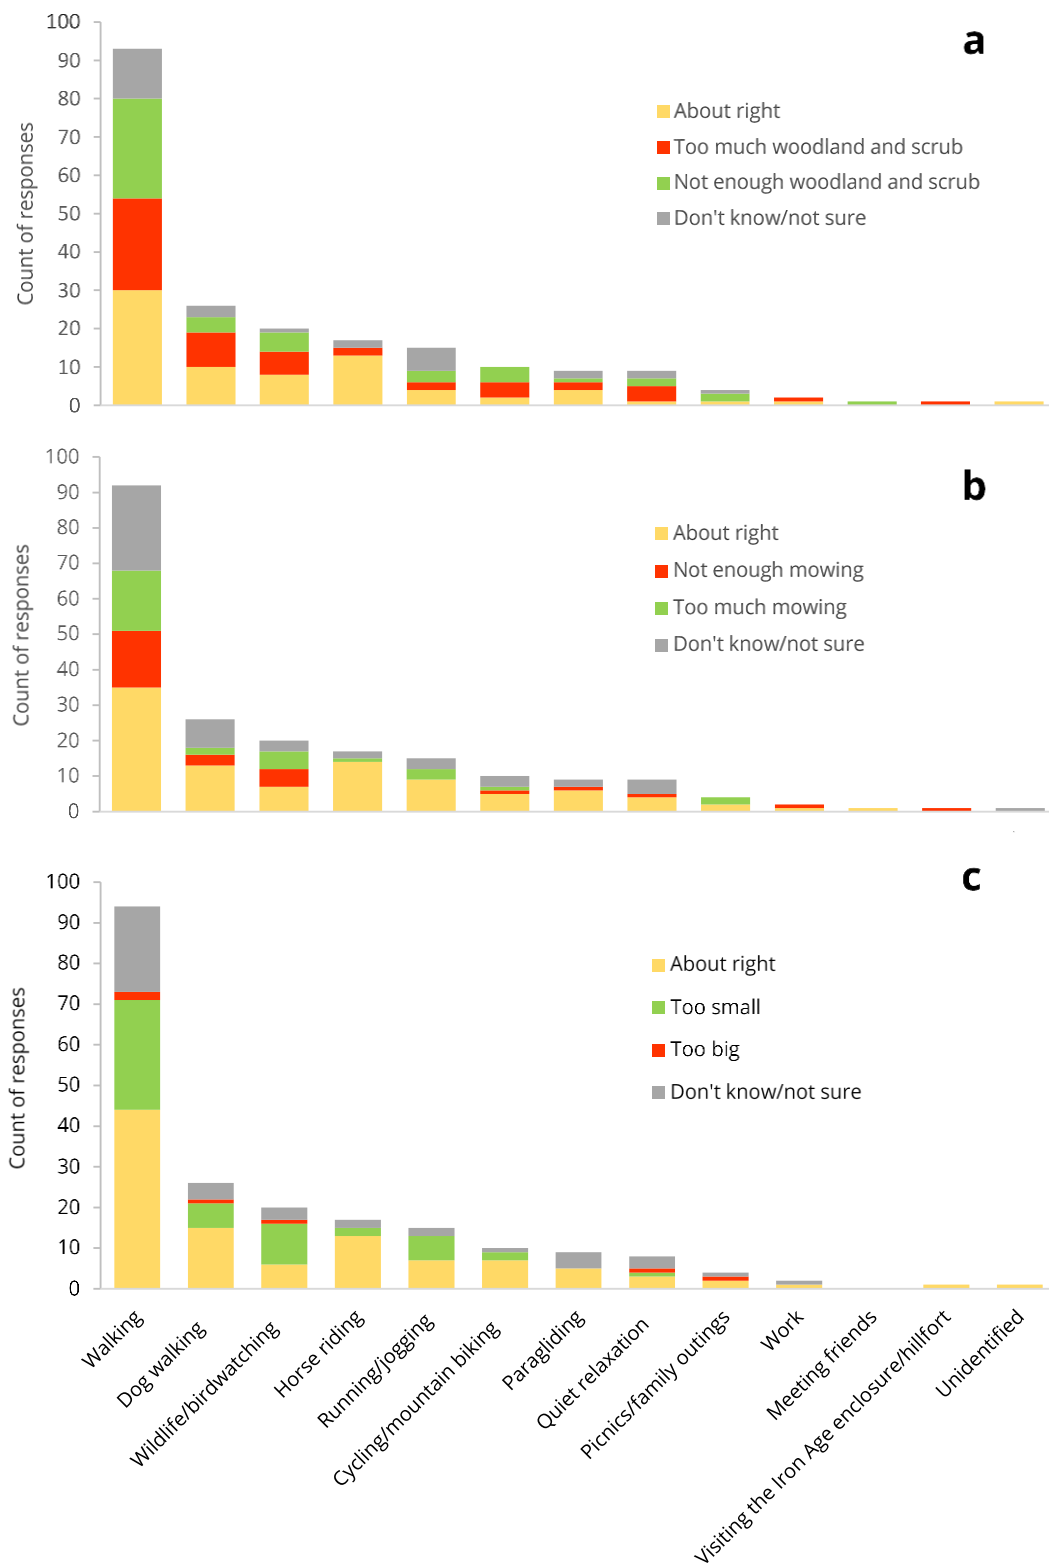 a
100
90
80
70
60
50
40
30
20
10
0
Count of responses
About right
Too much woodland and scrub
Not enough woodland and scrub
Don't know/not sure
b
100
90
80
70
60
50
40
30
20
10
0
Count of responses
About right
Not enough mowing
Too much mowing
Don't know/not sure
c
100
90
80
70
60
50
40
30
20
10
0
Count of responses
About right
Too small
Too big
Don't know/not sure
Walking
Dog walking
Wildlife/birdwatching
Horse riding
Running/jogging
Cycling/mountain biking
Paragliding
Quiet relaxation
Picnics/family outings
Work
Meeting friends
Visiting the Iron Age enclosure/hillfort
Unidentified